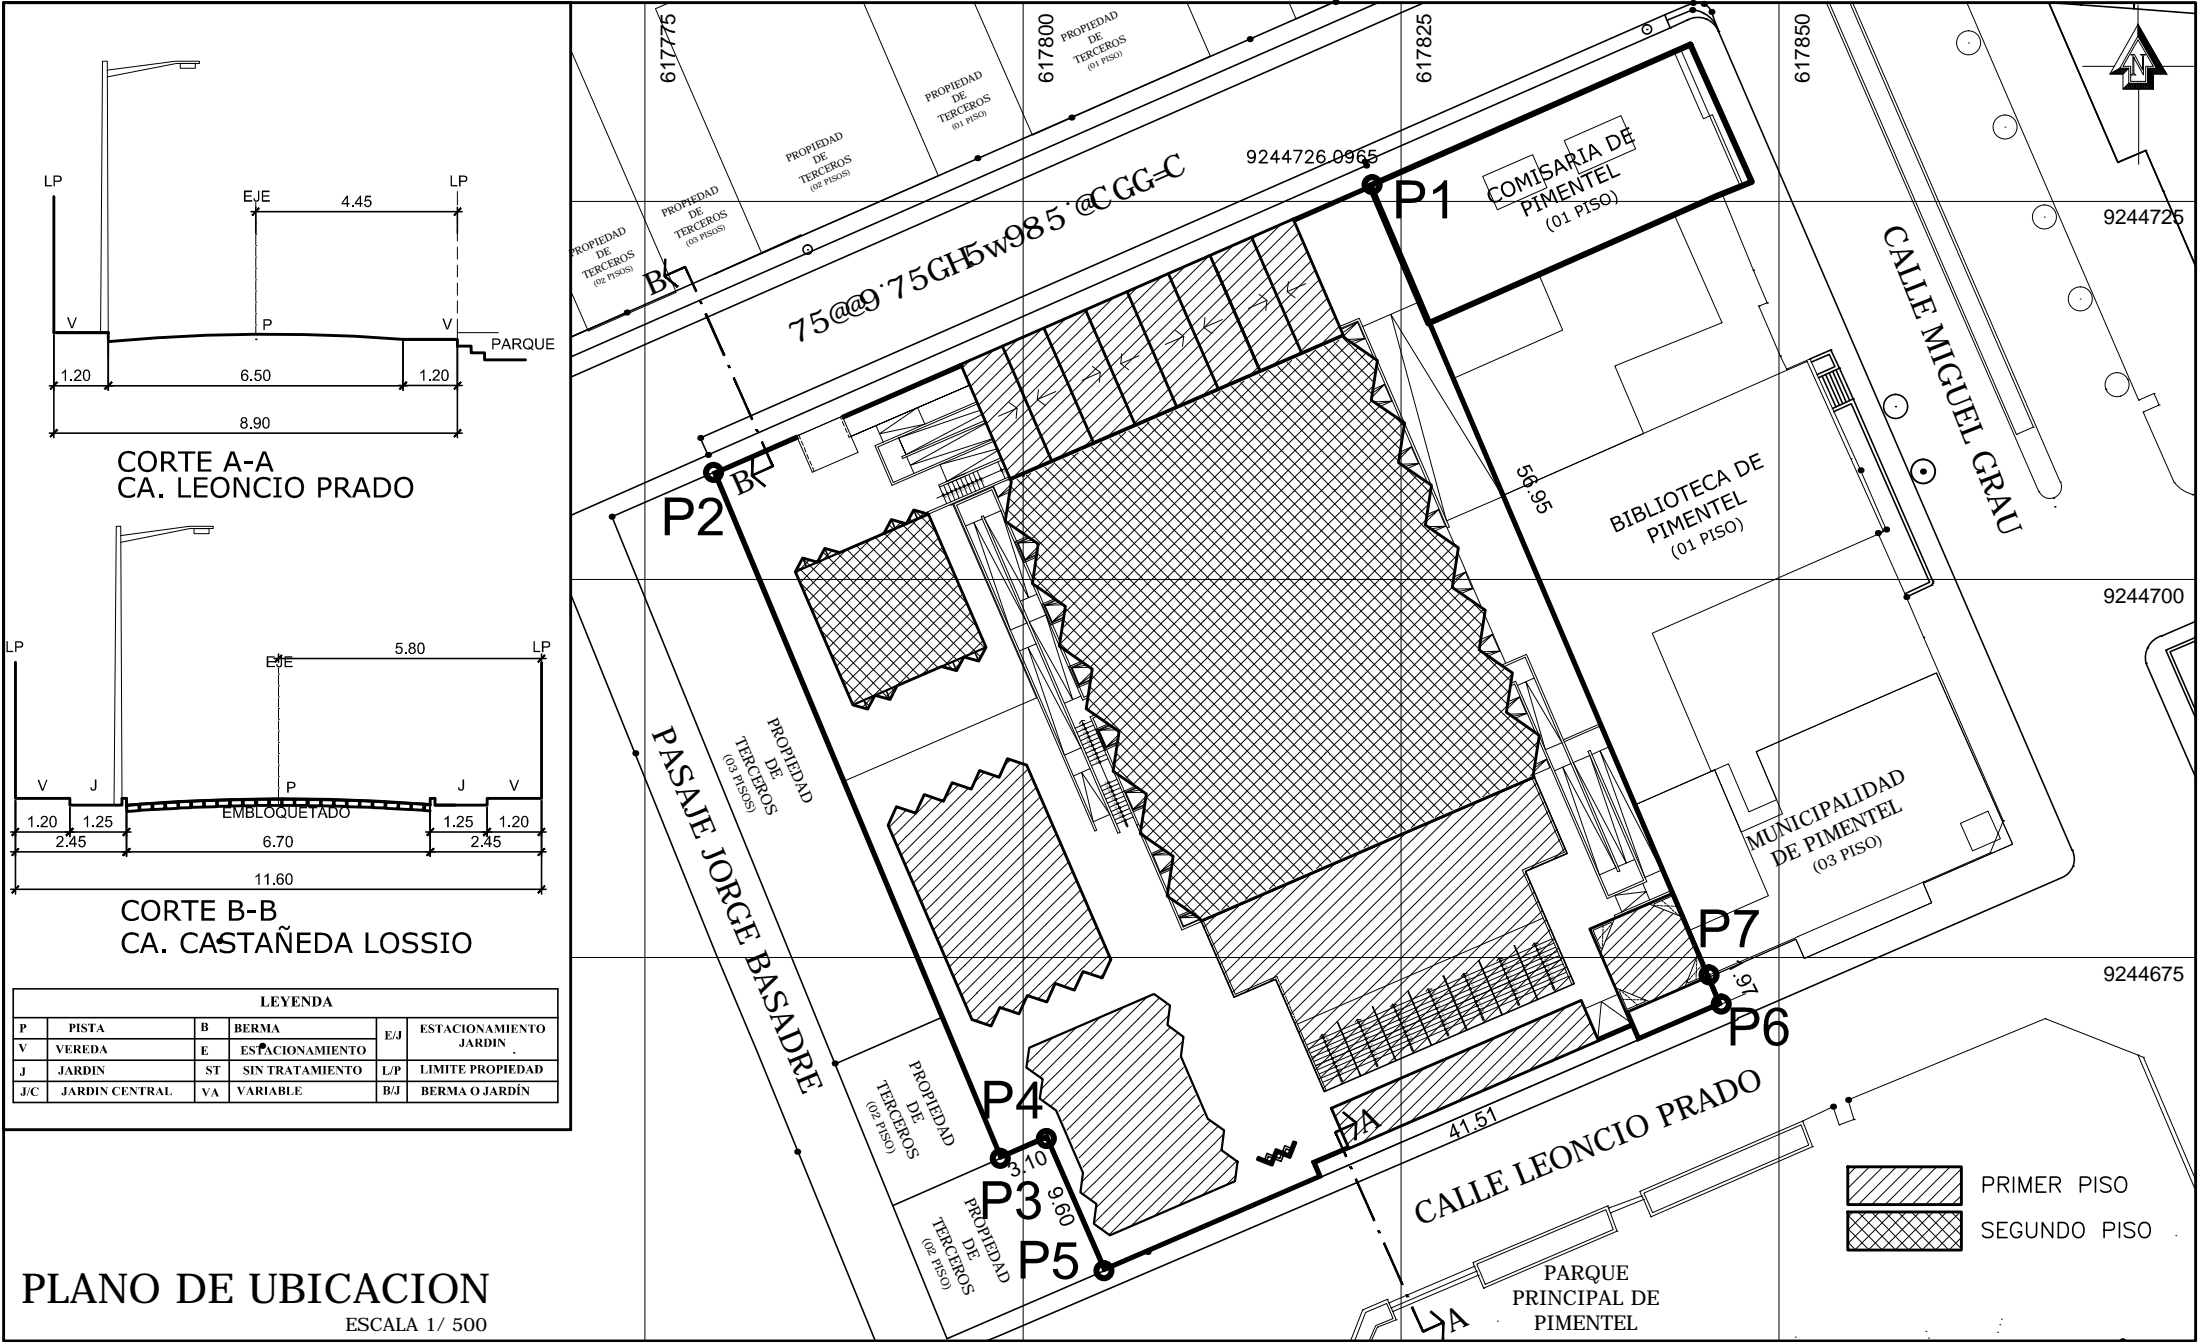 LP
EJE
4.45
LP
V
P
V
PARQUE
1.20
6.50
1.20
8.90
CORTE A-A
CA. LEONCIO PRADO
LP
EJE
5.80
LP
V
J
P
J
V
EMBLOQUETADO
1.20
1.25
1.25
1.20
2.45
6.70
2.45
11.60
CORTE B-B
CA. CASTAÑEDA LOSSIO
LEYENDA
P PISTA B BERMA E/J ESTACIONAMIENTO JARDIN
V VEREDA E ESTACIONAMIENTO
J JARDIN ST SIN TRATAMIENTO L/P LIMITE PROPIEDAD
J/C JARDIN CENTRAL VA VARIABLE B/J BERMA O JARDÍN
PLANO DE UBICACION
ESCALA 1/ 500
617775
617800
617825
617850
N
9244725
9244700
9244675
PROPIEDAD
DE
TERCEROS
(02 PISOS)
PROPIEDAD
DE
TERCEROS
(03 PISOS)
PROPIEDAD
DE
TERCEROS
(02 PISOS)
PROPIEDAD
DE
TERCEROS
(01 PISO)
PROPIEDAD
DE
TERCEROS
(01 PISO)
9244726.0965
P1
COMISARIA DE
PIMENTEL
(01 PISO)
B
B
P2
CALLE MIGUEL GRAU
56.95
BIBLIOTECA DE
PIMENTEL
(01 PISO)
PASAJE JORGE BASADRE
PROPIEDAD
DE
TERCEROS
(03 PISOS)
MUNICIPALIDAD
DE PIMENTEL
(03 PISO)
P7
1.97
P6
PROPIEDAD
DE
TERCEROS
(02 PISO)
P4
3.10
P3
9.60
P5
PROPIEDAD
DE
TERCEROS
(02 PISO)
A
41.51
CALLE LEONCIO PRADO
A
PARQUE
PRINCIPAL DE
PIMENTEL
PRIMER PISO
SEGUNDO PISO